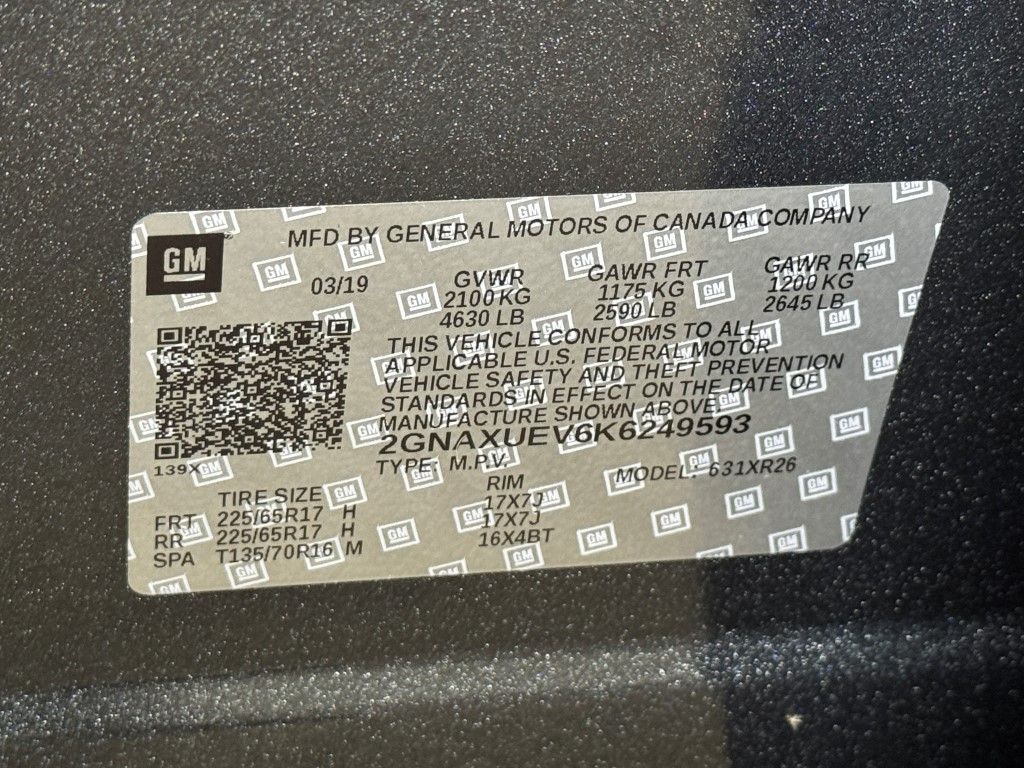 GM
MFD BY GENERAL MOTORS OF CANADA COMPANY
03/19
GVWR GAWR FRT GAWR RR
2100 KG 1175 KG 1200 KG
4630 LB 2590 LB 2645 LB
THIS VEHICLE CONFORMS TO ALL
APPLICABLE U.S. FEDERAL MOTOR
VEHICLE SAFETY AND THEFT PREVENTION
STANDARDS IN EFFECT ON THE DATE OF
MANUFACTURE SHOWN ABOVE.
2GNAXUEV6K6249593
139X
TYPE: M.P.V. MODEL: 631XR26
TIRE SIZE RIM
FRT 225/65R17 H 17X7J
RR 225/65R17 H 17X7J
SPA T135/70R16 M 16X4BT